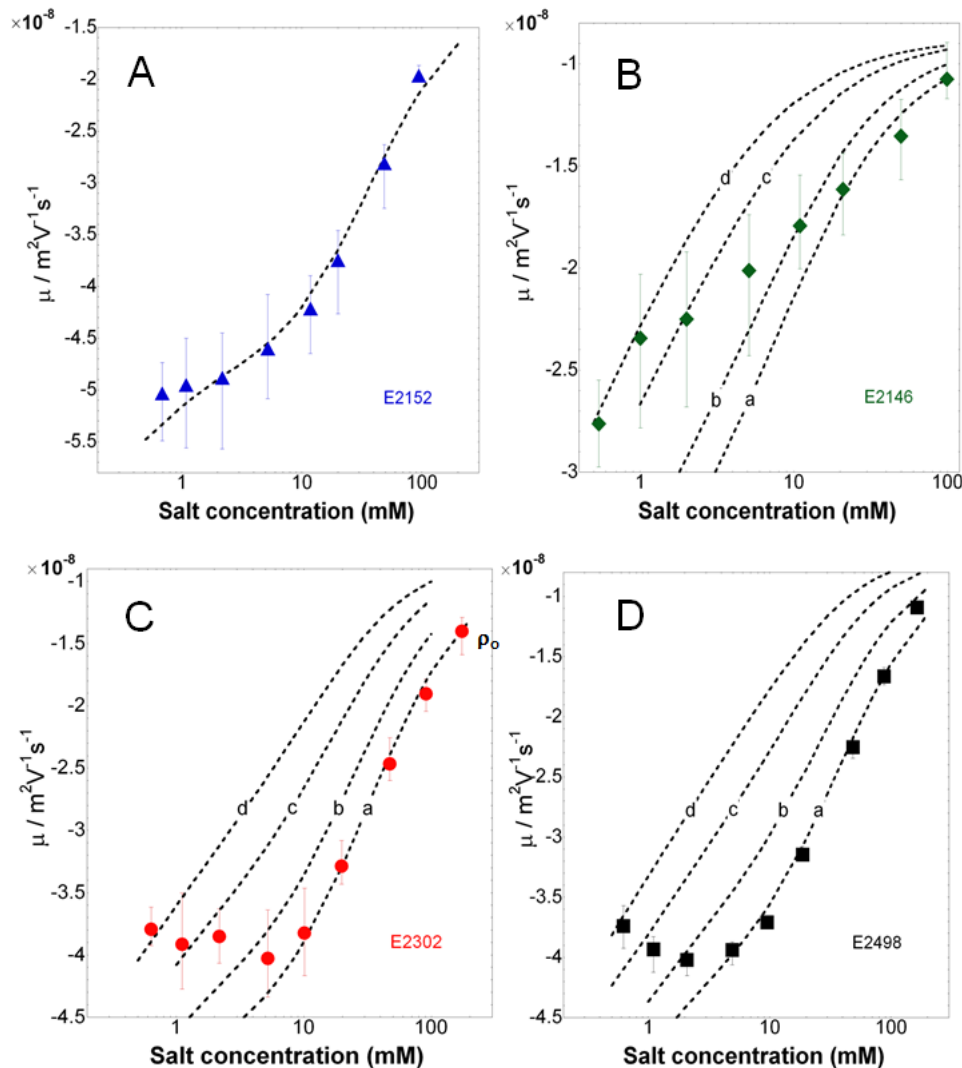 ×10⁻⁸
-1.5
-2
-2.5
-3
-3.5
-4
-4.5
-5
-5.5
A
E2152
μ / m²V⁻¹s⁻¹
1
10
100
Salt concentration (mM)
×10⁻⁸
-1
-1.5
-2
-2.5
-3
B
d
c
b
a
E2146
μ / m²V⁻¹s⁻¹
1
10
100
Salt concentration (mM)
×10⁻⁸
-1
-1.5
-2
-2.5
-3
-3.5
-4
-4.5
C
ρₒ
d
c
b
a
E2302
μ / m²V⁻¹s⁻¹
1
10
100
Salt concentration (mM)
×10⁻⁸
-1
-1.5
-2
-2.5
-3
-3.5
-4
-4.5
D
d
c
b
a
E2498
μ / m²V⁻¹s⁻¹
1
10
100
Salt concentration (mM)